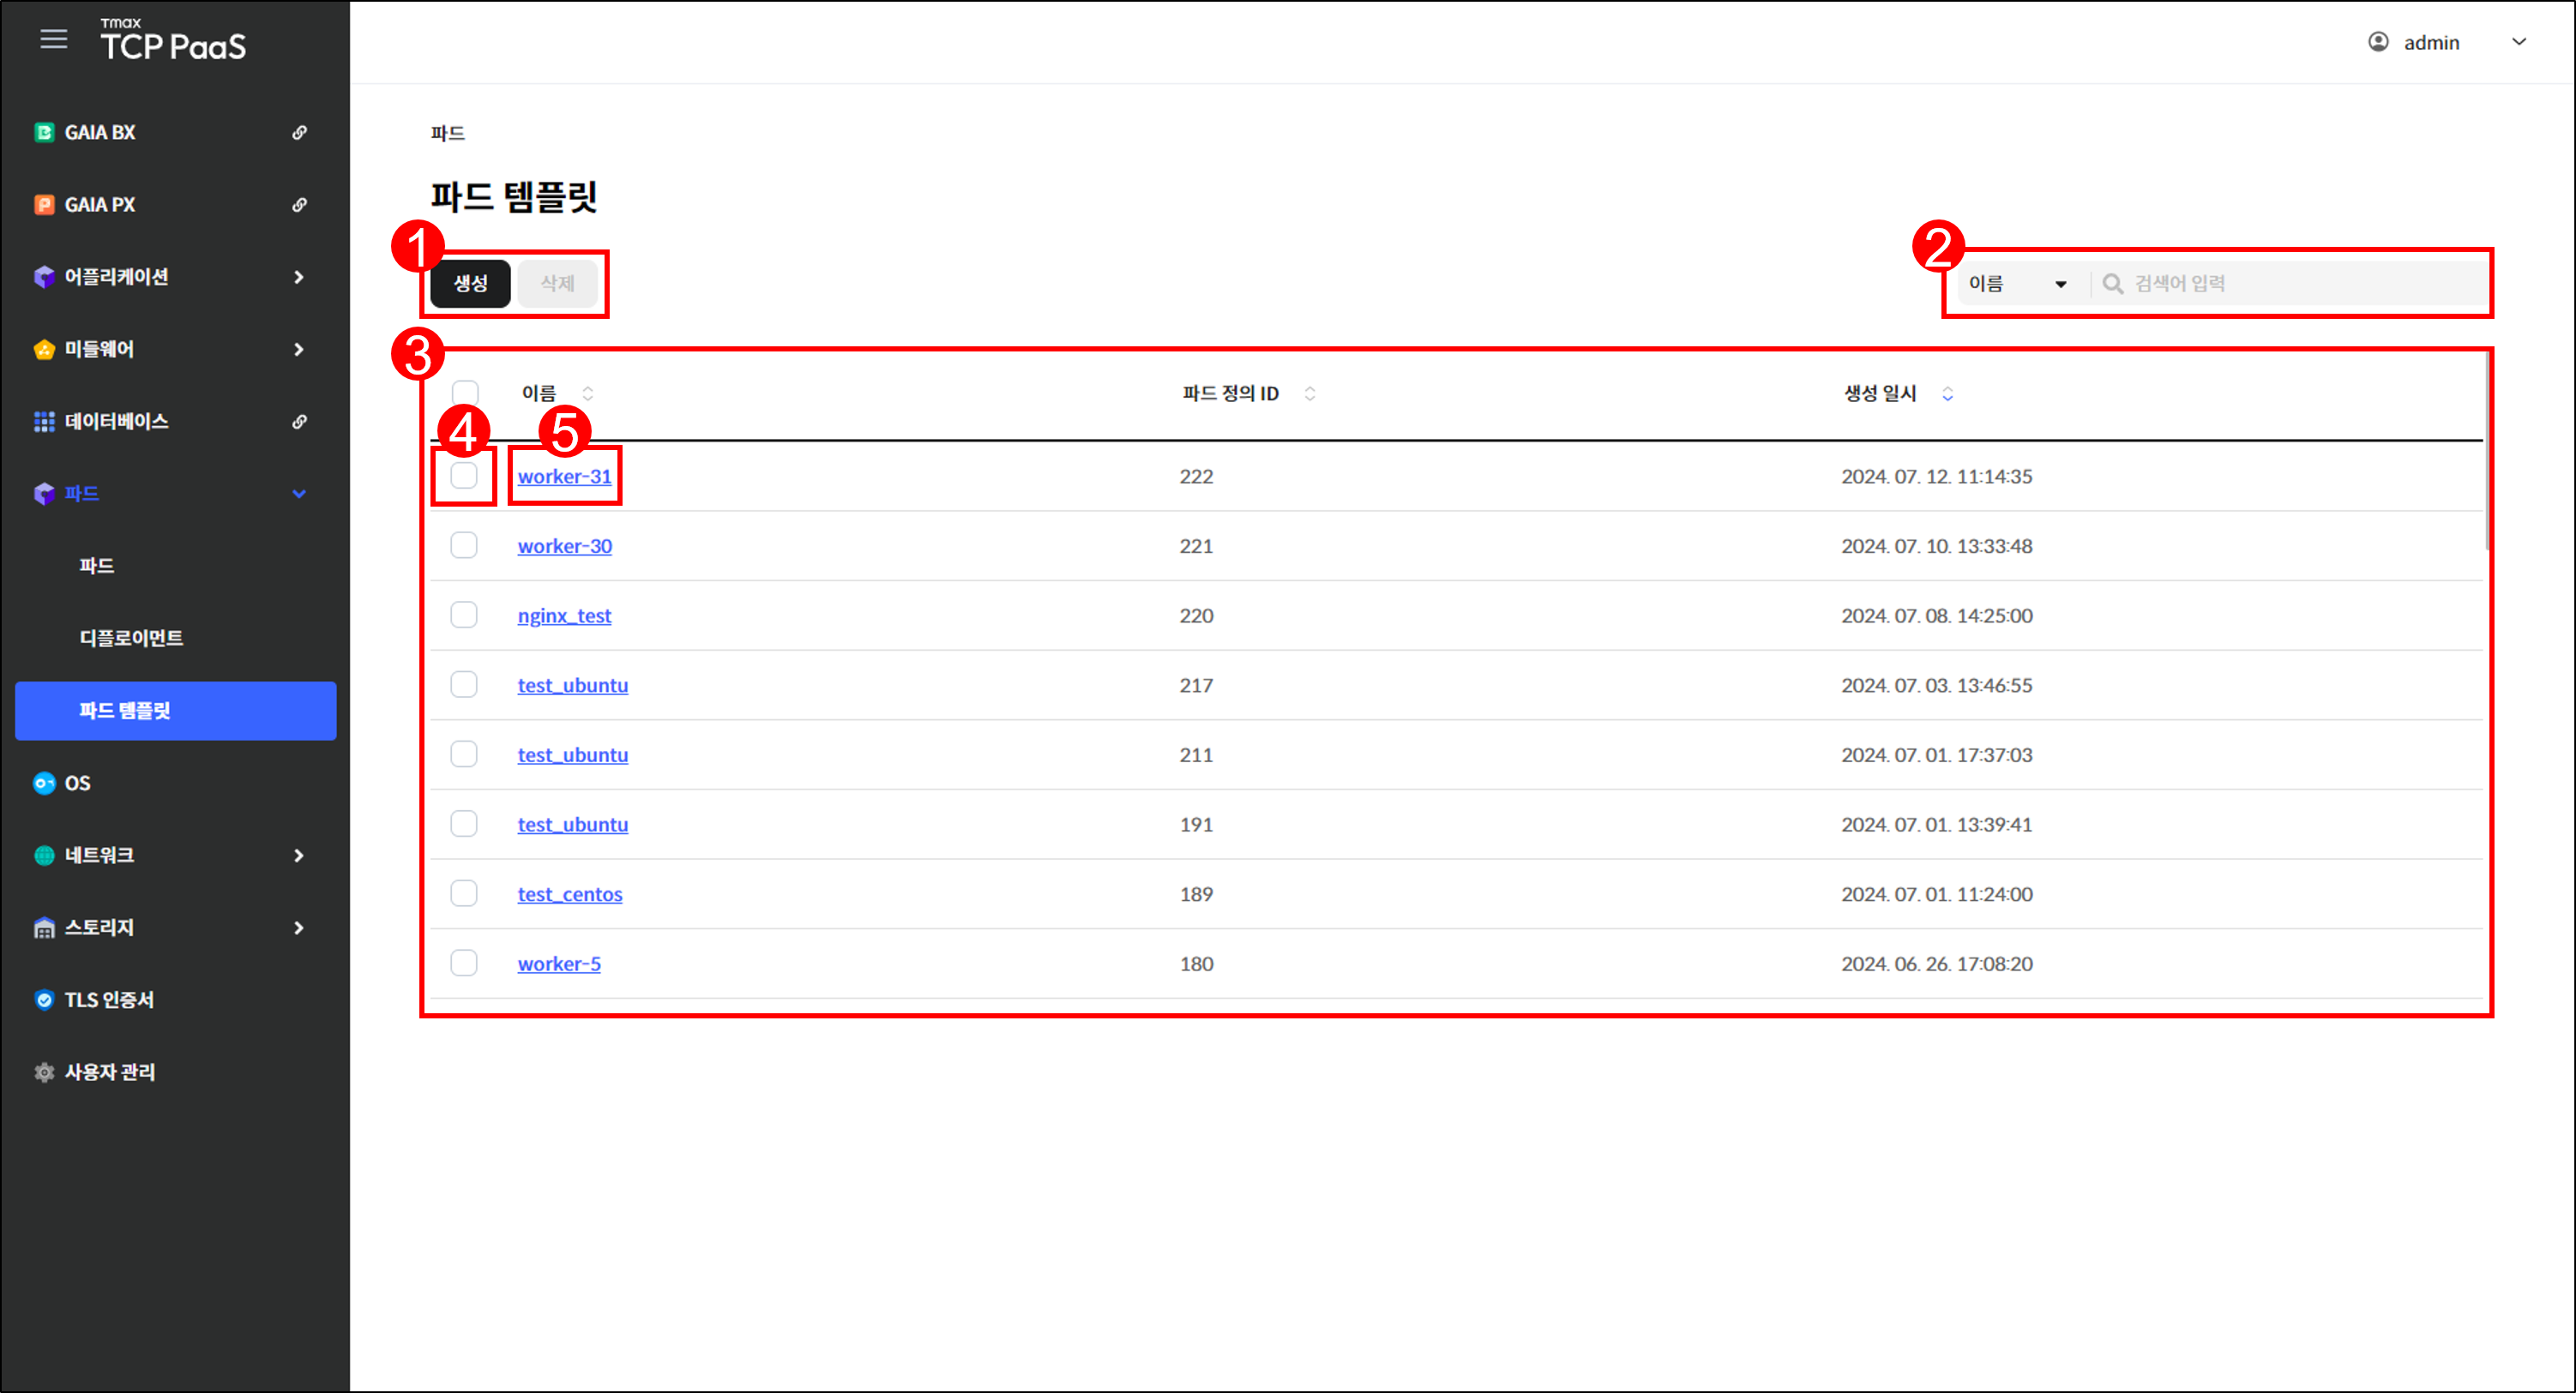 Tmax
TCP PaaS
admin
GAIA BX
GAIA PX
어플리케이션
미들웨어
데이터베이스
파드
파드
디플로이먼트
파드 템플릿
OS
네트워크
스토리지
TLS 인증서
사용자 관리
파드
파드 템플릿
1
생성 삭제
2
이름 검색어 입력
3
이름 파드 정의 ID 생성 일시
4 5
worker-31 222 2024. 07. 12. 11:14:35
worker-30 221 2024. 07. 10. 13:33:48
nginx_test 220 2024. 07. 08. 14:25:00
test_ubuntu 217 2024. 07. 03. 13:46:55
test_ubuntu 211 2024. 07. 01. 17:37:03
test_ubuntu 191 2024. 07. 01. 13:39:41
test_centos 189 2024. 07. 01. 11:24:00
worker-5 180 2024. 06. 26. 17:08:20